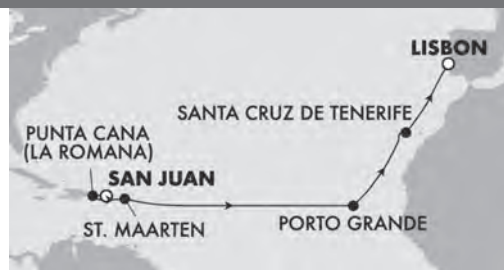 LISBON
SANTA CRUZ DE TENERIFE
PUNTA CANA
(LA ROMANA)
SAN JUAN
ST. MAARTEN
PORTO GRANDE